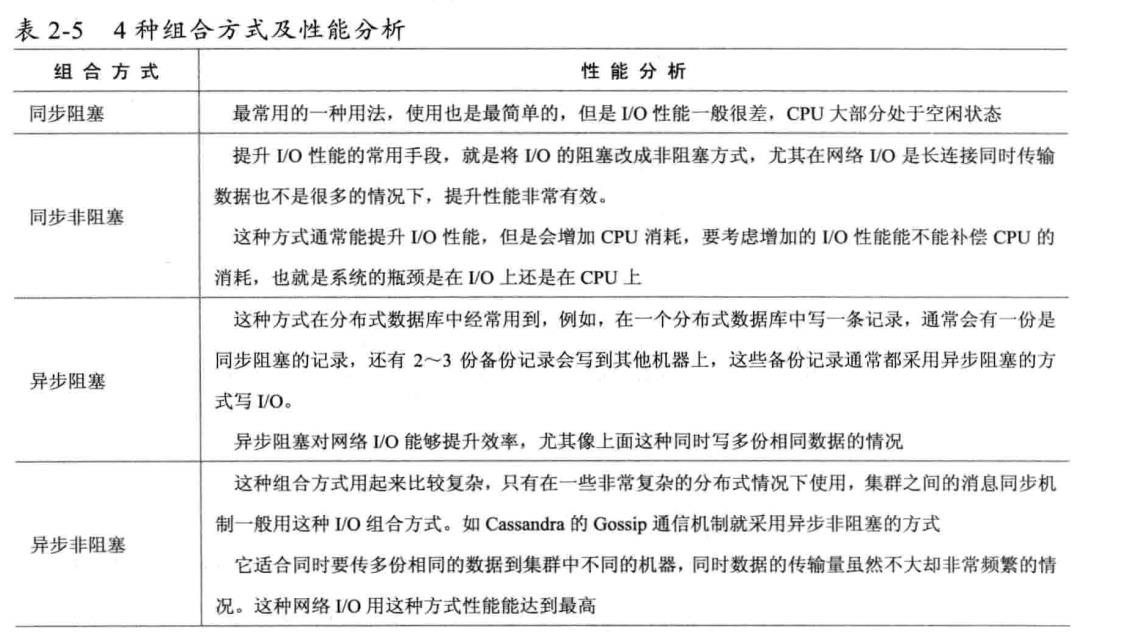 表 2-5 4 种组合方式及性能分析
组合方式 性能分析
同步阻塞 最常用的一种用法，使用也是最简单的，但是 I/O 性能一般很差，CPU 大部分处于空闲状态
提升 I/O 性能的常用手段，就是将 I/O 的阻塞改成非阻塞方式，尤其在网络 I/O 是长连接同时传输
数据也不是很多的情况下，提升性能非常有效。
同步非阻塞
这种方式通常能提升 I/O 性能，但是会增加 CPU 消耗，要考虑增加的 I/O 性能能不能补偿 CPU 的
消耗，也就是系统的瓶颈是在 I/O 上还是在 CPU 上
这种方式在分布式数据库中经常用到，例如，在一个分布式数据库中写一条记录，通常会有一份是
同步阻塞的记录，还有 2～3 份备份记录会写到其他机器上，这些备份记录通常都采用异步阻塞的方
异步阻塞
式写 I/O。
异步阻塞对网络 I/O 能够提升效率，尤其像上面这种同时写多份相同数据的情况
这种组合方式用起来比较复杂，只有在一些非常复杂的分布式情况下使用，集群之间的消息同步机
制一般用这种 I/O 组合方式。如 Cassandra 的 Gossip 通信机制就采用异步非阻塞的方式
异步非阻塞
它适合同时要传多份相同的数据到集群中不同的机器，同时数据的传输量虽然不大却非常频繁的情
况。这种网络 I/O 用这种方式性能能达到最高